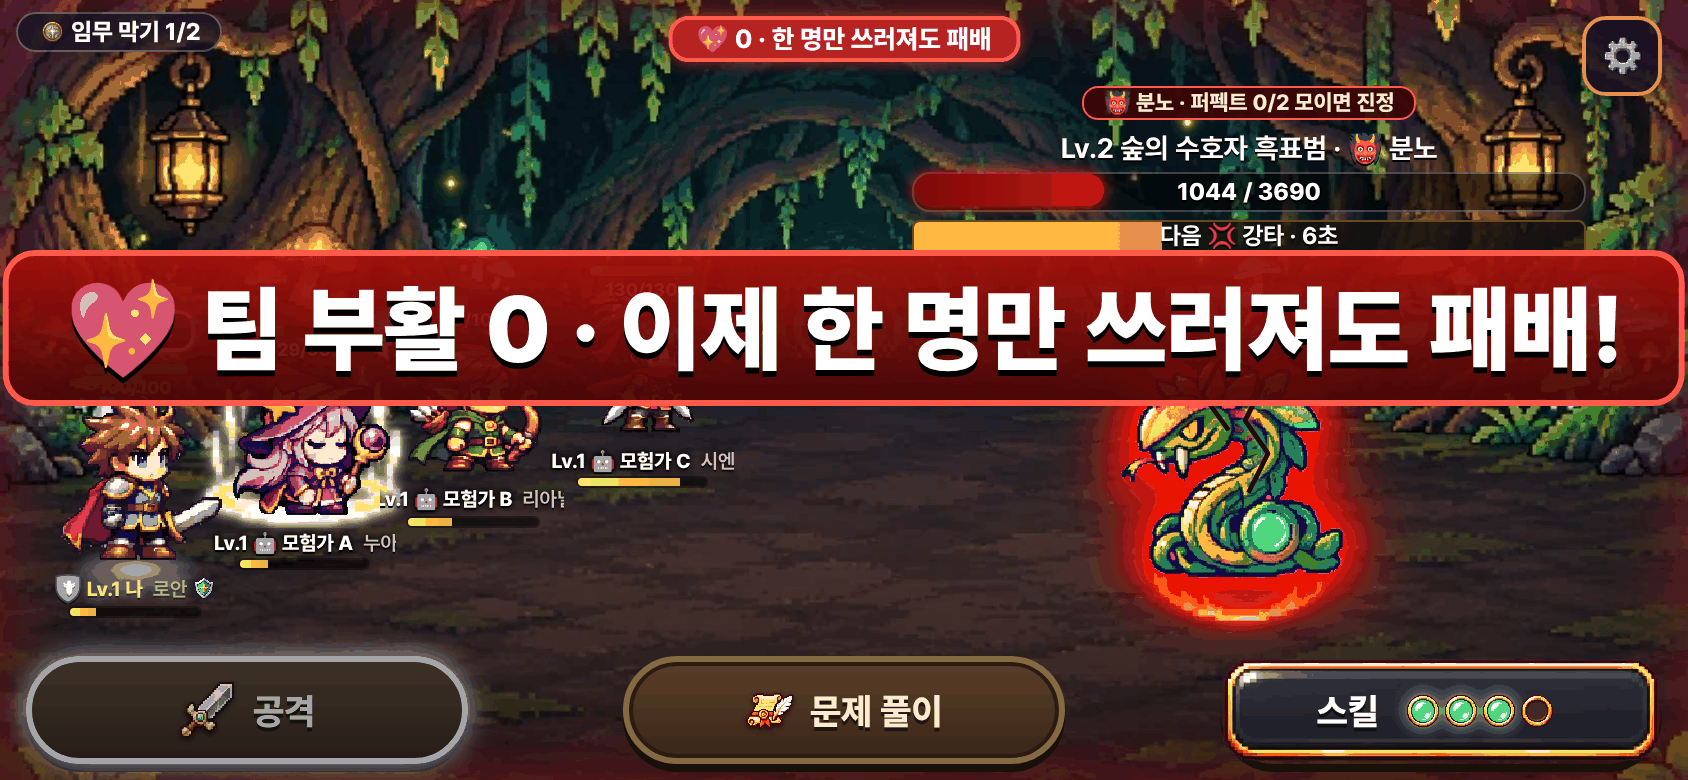 임무 막기 1/2
0 · 한 명만 쓰러져도 패배
분노 · 퍼펙트 0/2 모이면 진정
Lv.2 숲의 수호자 흑표범 · 분노
1044 / 3690
다음 강타 · 6초
팀 부활 0 · 이제 한 명만 쓰러져도 패배!
Lv.1 모험가 C 시엔
Lv.1 모험가 B 리아
Lv.1 모험가 A 누아
Lv.1 나 로안
공격
문제 풀이
스킬